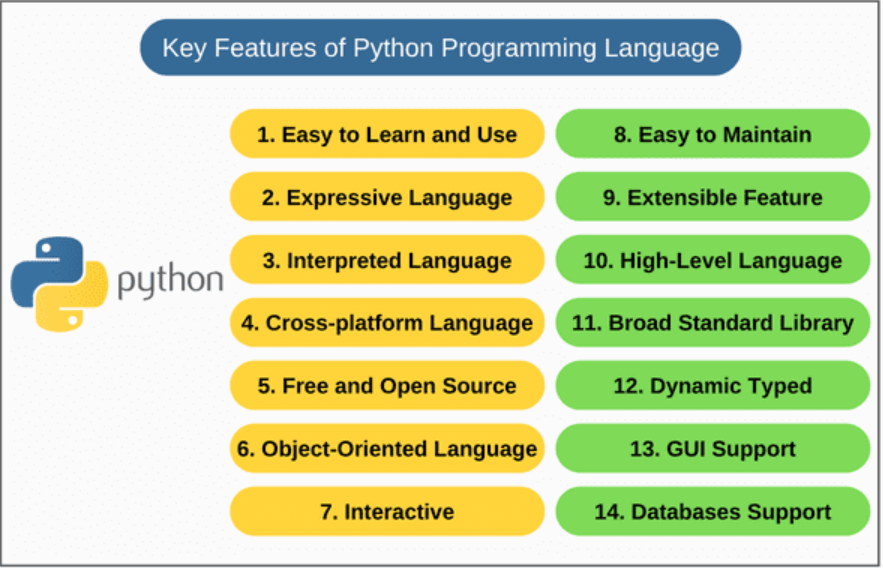 Key Features of Python Programming Language
python
1. Easy to Learn and Use
2. Expressive Language
3. Interpreted Language
4. Cross-platform Language
5. Free and Open Source
6. Object-Oriented Language
7. Interactive
8. Easy to Maintain
9. Extensible Feature
10. High-Level Language
11. Broad Standard Library
12. Dynamic Typed
13. GUI Support
14. Databases Support